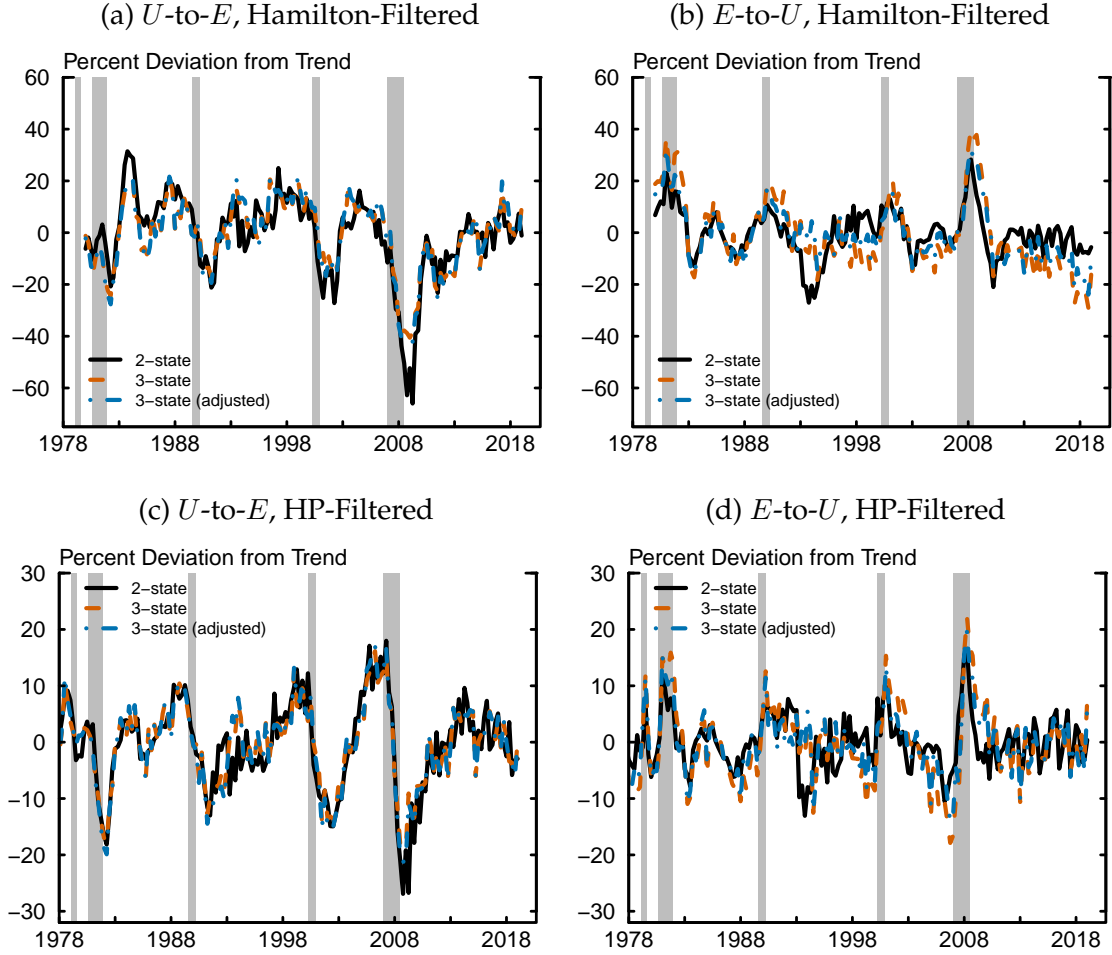 (a) U-to-E, Hamilton-Filtered
Percent Deviation from Trend
60
40
20
0
−20
−40
−60
2−state
3−state
3−state (adjusted)
1978 1988 1998 2008 2018
(b) E-to-U, Hamilton-Filtered
Percent Deviation from Trend
60
40
20
0
−20
−40
−60
2−state
3−state
3−state (adjusted)
1978 1988 1998 2008 2018
(c) U-to-E, HP-Filtered
Percent Deviation from Trend
30
20
10
0
−10
−20
−30
2−state
3−state
3−state (adjusted)
1978 1988 1998 2008 2018
(d) E-to-U, HP-Filtered
Percent Deviation from Trend
30
20
10
0
−10
−20
−30
2−state
3−state
3−state (adjusted)
1978 1988 1998 2008 2018